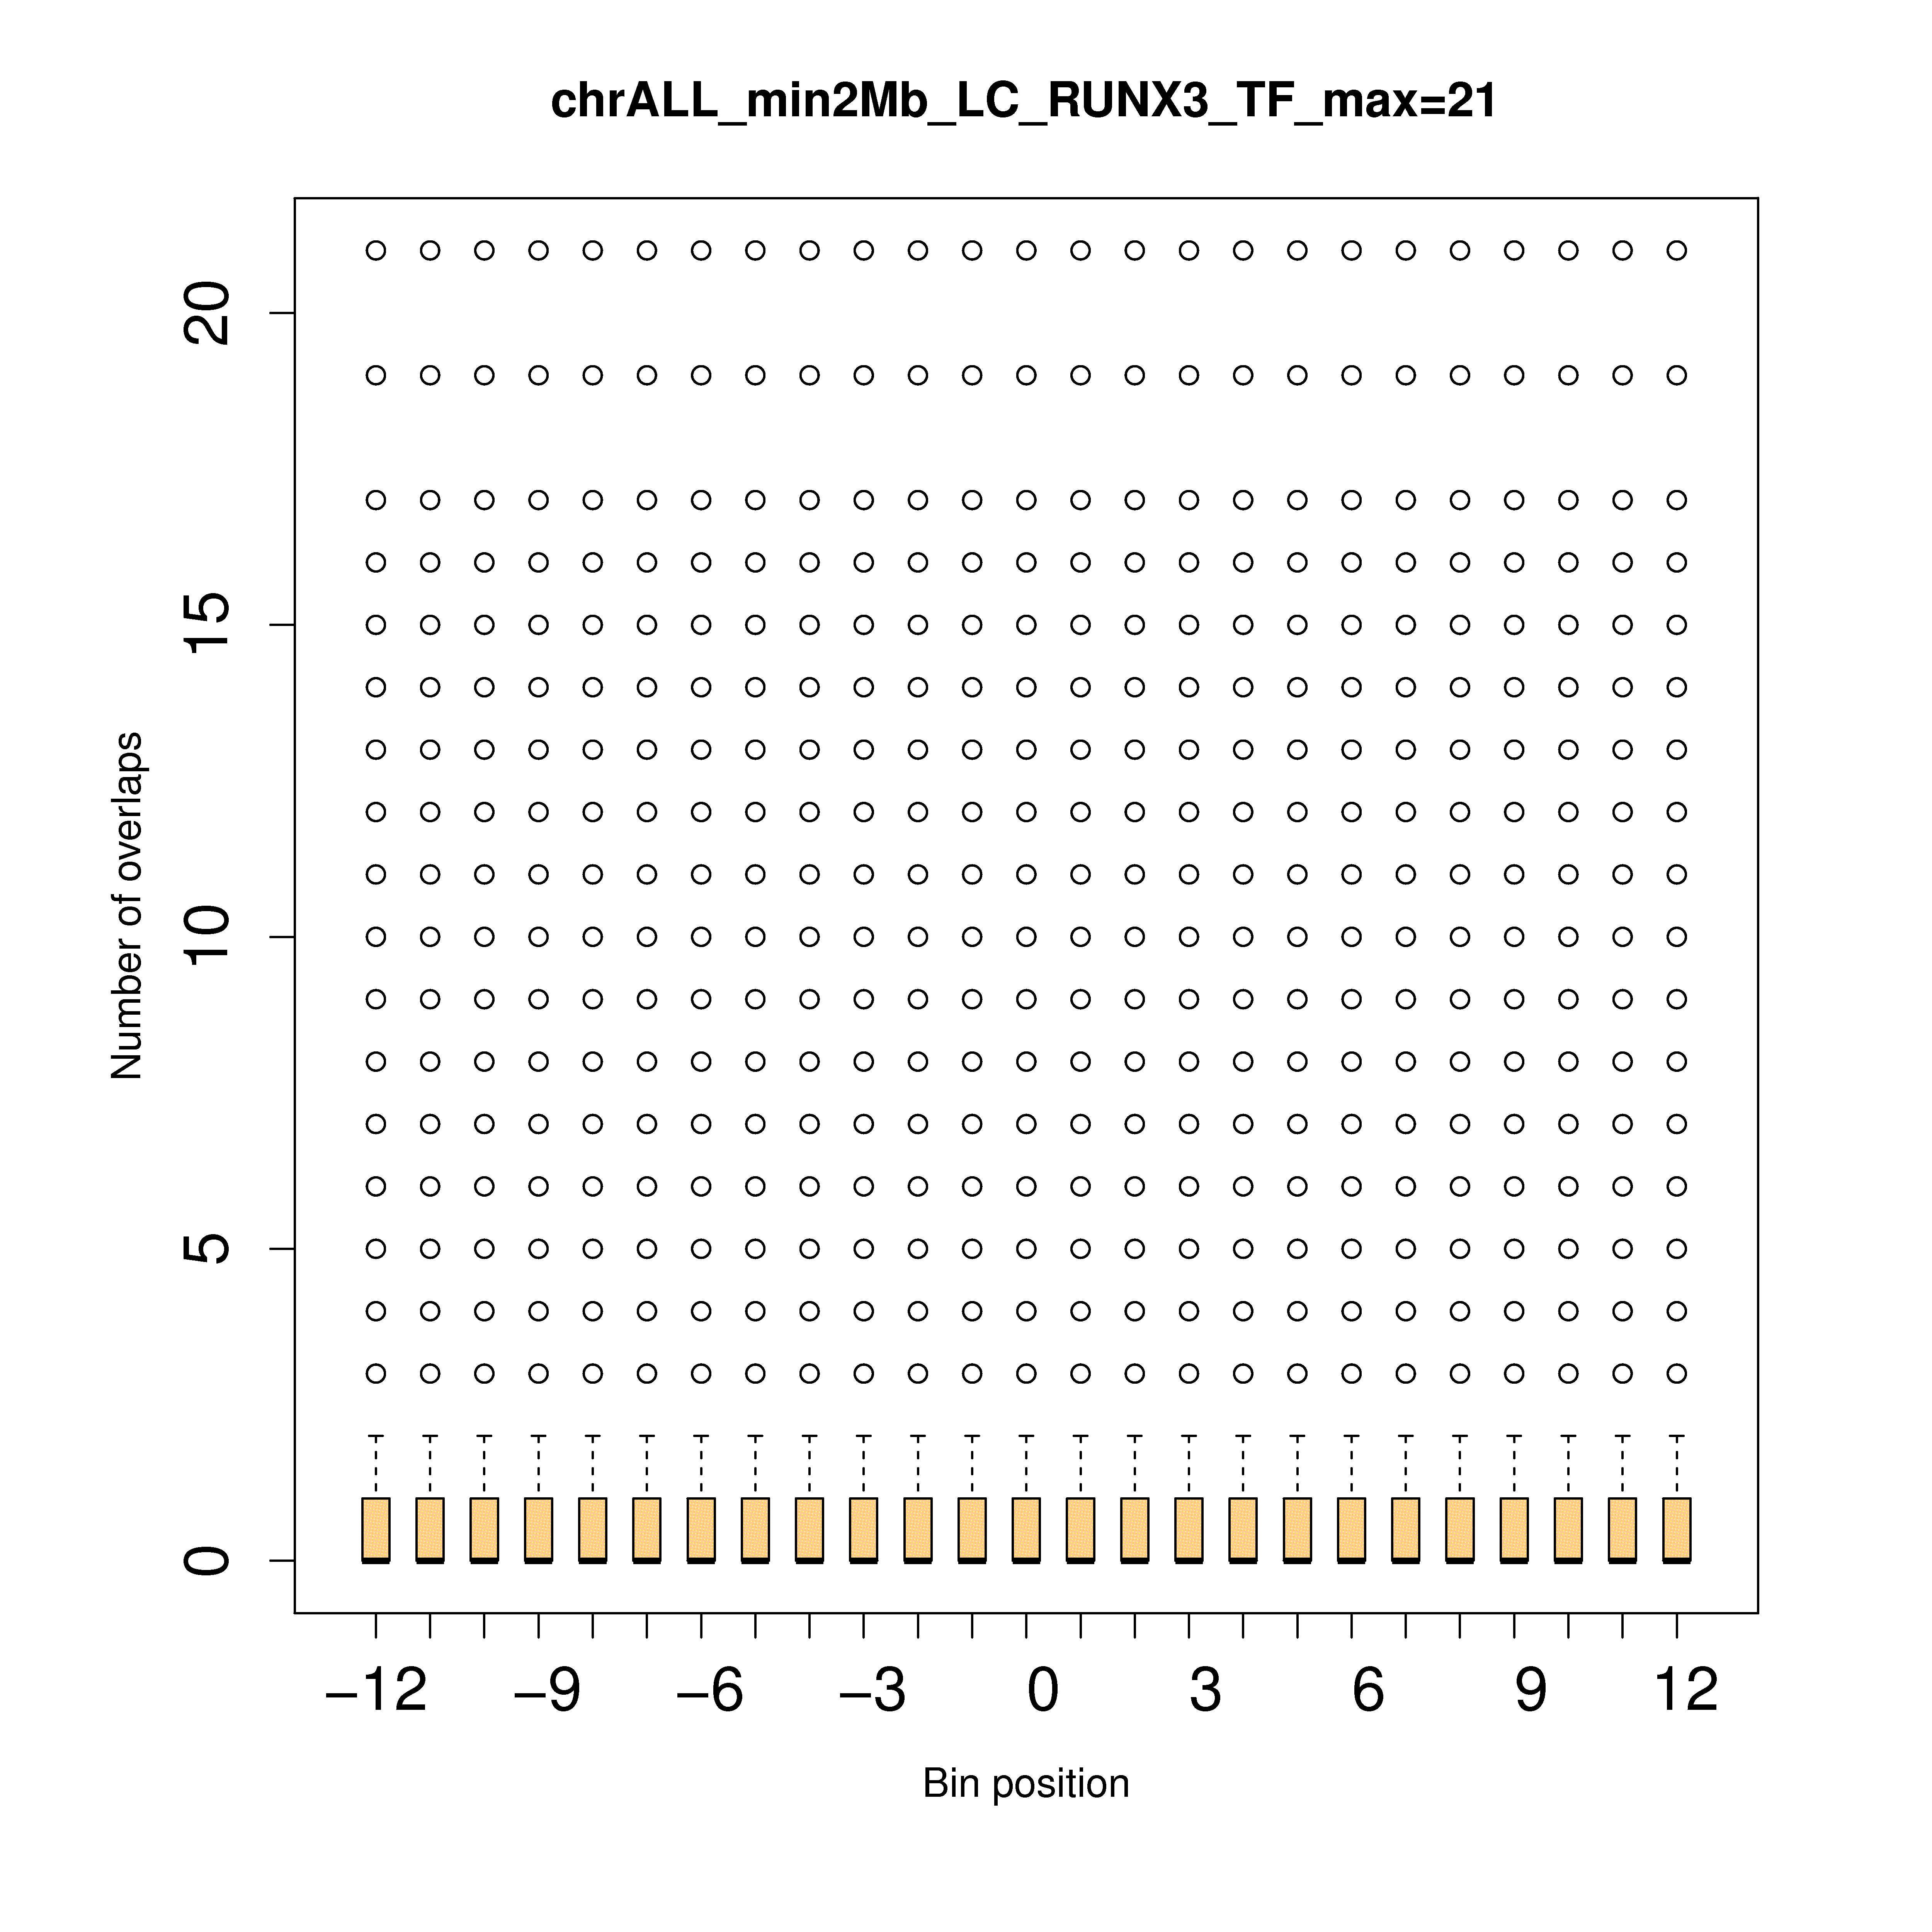 chrALL_min2Mb_LC_RUNX3_TF_max=21
20
15
10
5
0
Number of overlaps
−12 −9 −6 −3 0 3 6 9 12
Bin position